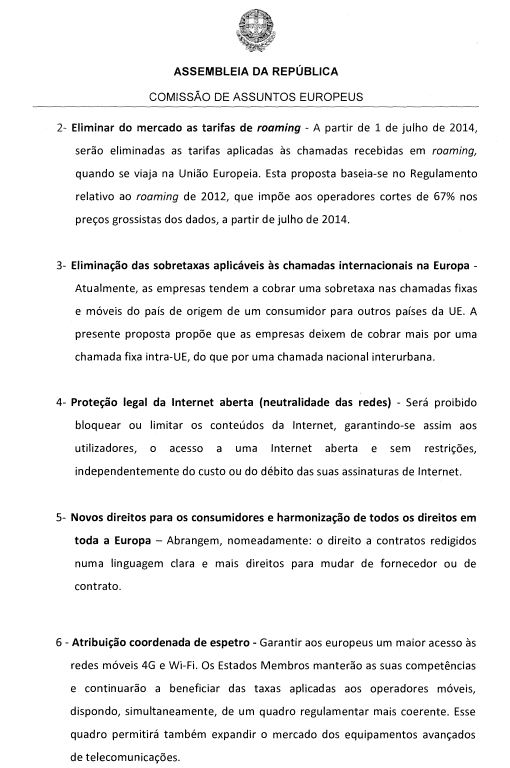 ASSEMBLEIA DA REPÚBLICA
COMISSÃO DE ASSUNTOS EUROPEUS
2- Eliminar do mercado as tarifas de roaming - A partir de 1 de julho de 2014,
serão eliminadas as tarifas aplicadas às chamadas recebidas em roaming,
quando se viaja na União Europeia. Esta proposta baseia-se no Regulamento
relativo ao roaming de 2012, que impõe aos operadores cortes de 67% nos
preços grossistas dos dados, a partir de julho de 2014.
3- Eliminação das sobretaxas aplicáveis às chamadas internacionais na Europa -
Atualmente, as empresas tendem a cobrar uma sobretaxa nas chamadas fixas
e móveis do país de origem de um consumidor para outros países da UE. A
presente proposta propõe que as empresas deixem de cobrar mais por uma
chamada fixa intra-UE, do que por uma chamada nacional interurbana.
4- Proteção legal da Internet aberta (neutralidade das redes) - Será proibido
bloquear ou limitar os conteúdos da Internet, garantindo-se assim aos
utilizadores, o acesso a uma Internet aberta e sem restrições,
independentemente do custo ou do débito das suas assinaturas de Internet.
5- Novos direitos para os consumidores e harmonização de todos os direitos em
toda a Europa – Abrangem, nomeadamente: o direito a contratos redigidos
numa linguagem clara e mais direitos para mudar de fornecedor ou de
contrato.
6 - Atribuição coordenada de espetro - Garantir aos europeus um maior acesso às
redes móveis 4G e Wi-Fi. Os Estados Membros manterão as suas competências
e continuarão a beneficiar das taxas aplicadas aos operadores móveis,
dispondo, simultaneamente, de um quadro regulamentar mais coerente. Esse
quadro permitirá também expandir o mercado dos equipamentos avançados
de telecomunicações.